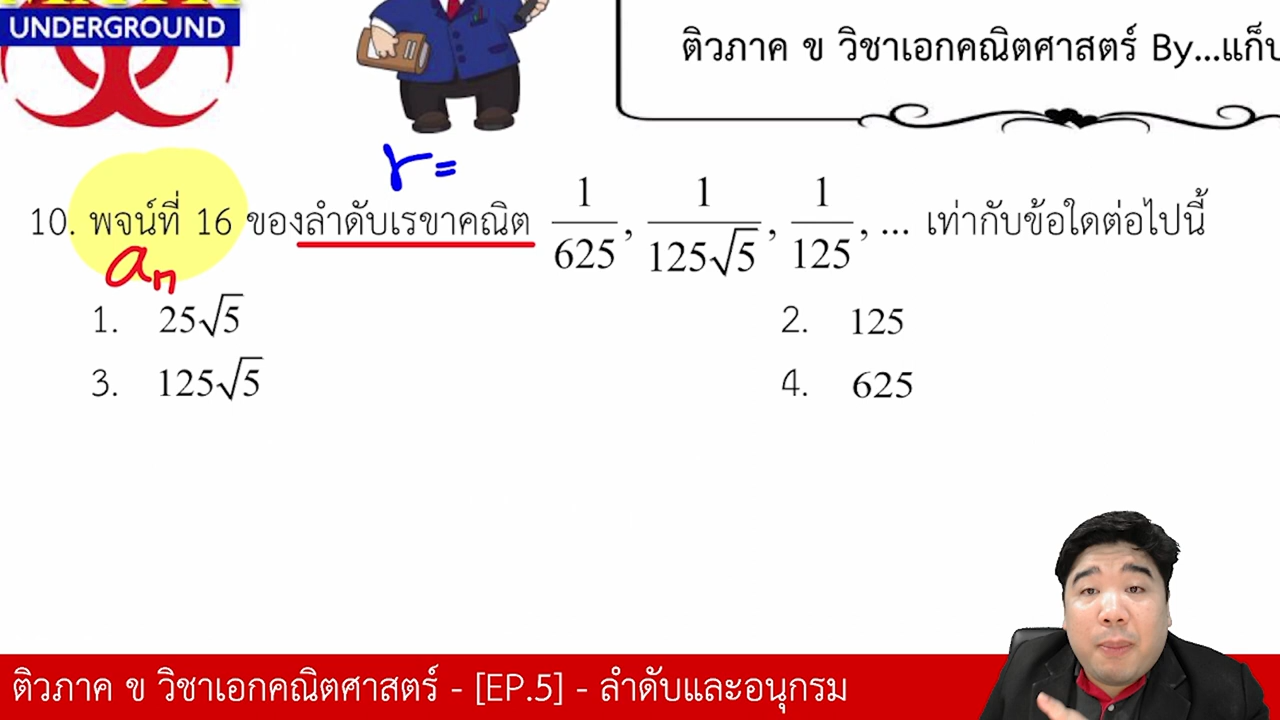 UNDERGROUND
ติวภาค ข วิชาเอกคณิตศาสตร์ By...แก็ป
r =
10. พจน์ที่ 16 ของลำดับเรขาคณิต 1/625, 1/125√5, 1/125, ... เท่ากับข้อใดต่อไปนี้
aₙ
1. 25√5 2. 125
3. 125√5 4. 625
ติวภาค ข วิชาเอกคณิตศาสตร์ - [EP.5] - ลำดับและอนุกรม